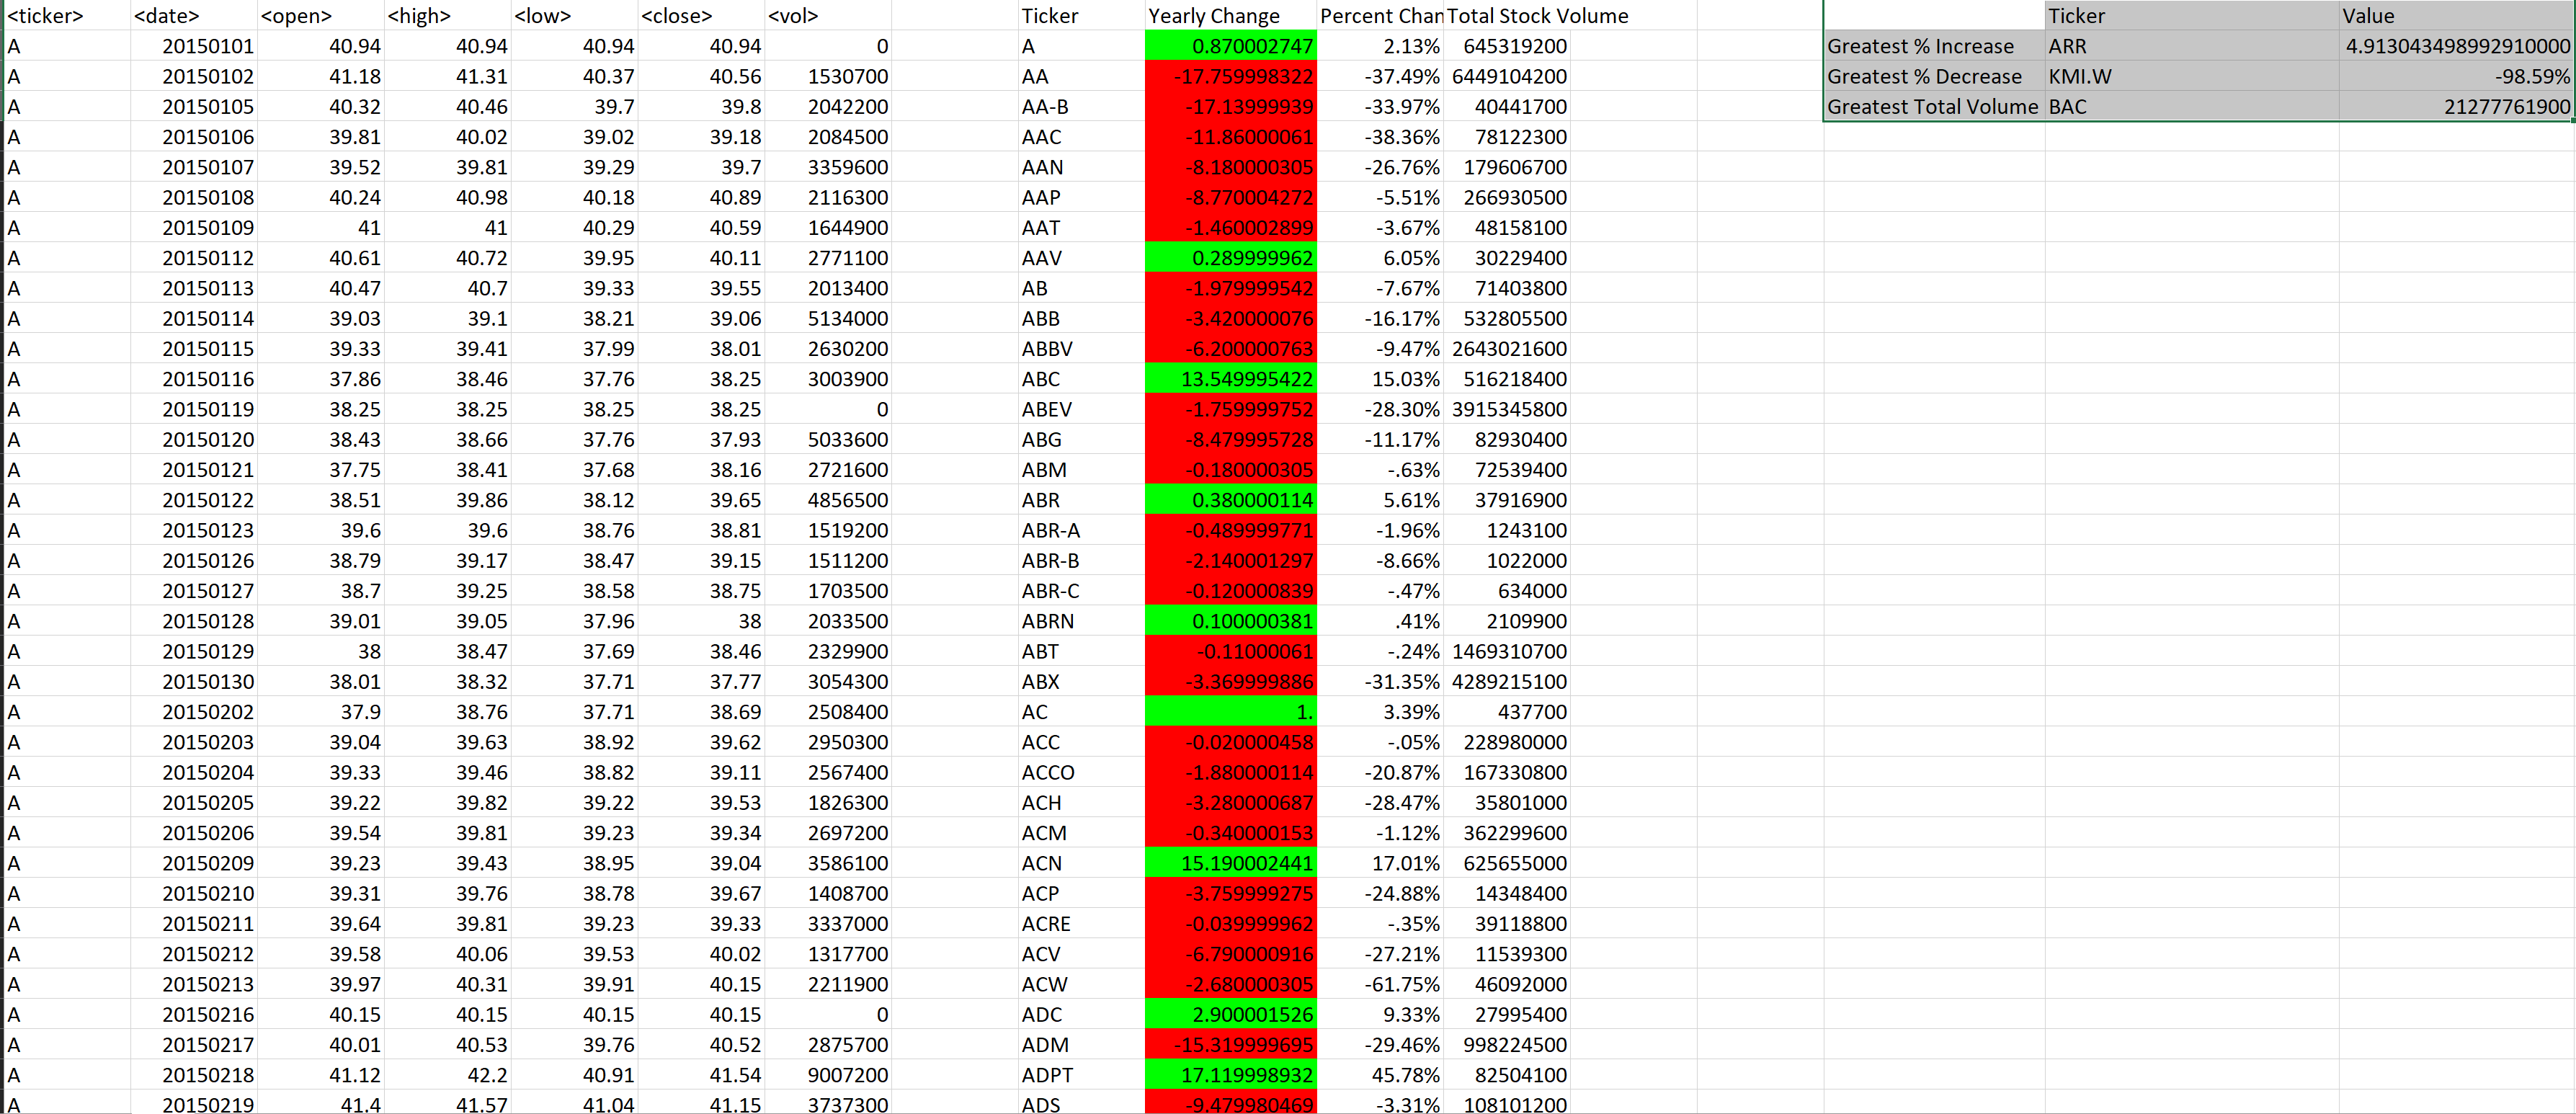 <ticker> <date> <open> <high> <low> <close> <vol> Ticker Yearly Change Percent Chan Total Stock Volume Ticker Value
A 20150101 40.94 40.94 40.94 40.94 0 A 0.870002747 2.13% 645319200 Greatest % Increase ARR 4.913043498992910000
A 20150102 41.18 41.31 40.37 40.56 1530700 AA -17.759998322 -37.49% 6449104200 Greatest % Decrease KMI.W -98.59%
A 20150105 40.32 40.46 39.7 39.8 2042200 AA-B -17.13999939 -33.97% 40441700 Greatest Total Volume BAC 21277761900
A 20150106 39.81 40.02 39.02 39.18 2084500 AAC -11.86000061 -38.36% 78122300
A 20150107 39.52 39.81 39.29 39.7 3359600 AAN -8.180000305 -26.76% 179606700
A 20150108 40.24 40.98 40.18 40.89 2116300 AAP -8.770004272 -5.51% 266930500
A 20150109 41 41 40.29 40.59 1644900 AAT -1.460002899 -3.67% 48158100
A 20150112 40.61 40.72 39.95 40.11 2771100 AAV 0.289999962 6.05% 30229400
A 20150113 40.47 40.7 39.33 39.55 2013400 AB -1.979999542 -7.67% 71403800
A 20150114 39.03 39.1 38.21 39.06 5134000 ABB -3.420000076 -16.17% 532805500
A 20150115 39.33 39.41 37.99 38.01 2630200 ABBV -6.200000763 -9.47% 2643021600
A 20150116 37.86 38.46 37.76 38.25 3003900 ABC 13.549995422 15.03% 516218400
A 20150119 38.25 38.25 38.25 38.25 0 ABEV -1.759999752 -28.30% 3915345800
A 20150120 38.43 38.66 37.76 37.93 5033600 ABG -8.479995728 -11.17% 82930400
A 20150121 37.75 38.41 37.68 38.16 2721600 ABM -0.180000305 -.63% 72539400
A 20150122 38.51 39.86 38.12 39.65 4856500 ABR 0.380000114 5.61% 37916900
A 20150123 39.6 39.6 38.76 38.81 1519200 ABR-A -0.489999771 -1.96% 1243100
A 20150126 38.79 39.17 38.47 39.15 1511200 ABR-B -2.140001297 -8.66% 1022000
A 20150127 38.7 39.25 38.58 38.75 1703500 ABR-C -0.120000839 -.47% 634000
A 20150128 39.01 39.05 37.96 38 2033500 ABRN 0.100000381 .41% 2109900
A 20150129 38 38.47 37.69 38.46 2329900 ABT -0.11000061 -.24% 1469310700
A 20150130 38.01 38.32 37.71 37.77 3054300 ABX -3.369999886 -31.35% 4289215100
A 20150202 37.9 38.76 37.71 38.69 2508400 AC 1. 3.39% 437700
A 20150203 39.04 39.63 38.92 39.62 2950300 ACC -0.020000458 -.05% 228980000
A 20150204 39.33 39.46 38.82 39.11 2567400 ACCO -1.880000114 -20.87% 167330800
A 20150205 39.22 39.82 39.22 39.53 1826300 ACH -3.280000687 -28.47% 35801000
A 20150206 39.54 39.81 39.23 39.34 2697200 ACM -0.340000153 -1.12% 362299600
A 20150209 39.23 39.43 38.95 39.04 3586100 ACN 15.190002441 17.01% 625655000
A 20150210 39.31 39.76 38.78 39.67 1408700 ACP -3.759999275 -24.88% 14348400
A 20150211 39.64 39.81 39.23 39.33 3337000 ACRE -0.039999962 -.35% 39118800
A 20150212 39.58 40.06 39.53 40.02 1317700 ACV -6.790000916 -27.21% 11539300
A 20150213 39.97 40.31 39.91 40.15 2211900 ACW -2.680000305 -61.75% 46092000
A 20150216 40.15 40.15 40.15 40.15 0 ADC 2.900001526 9.33% 27995400
A 20150217 40.01 40.53 39.76 40.52 2875700 ADM -15.319999695 -29.46% 998224500
A 20150218 41.12 42.2 40.91 41.54 9007200 ADPT 17.119998932 45.78% 82504100
A 20150219 41.4 41.57 41.04 41.15 3737300 ADS -9.479980469 -3.31% 108101200